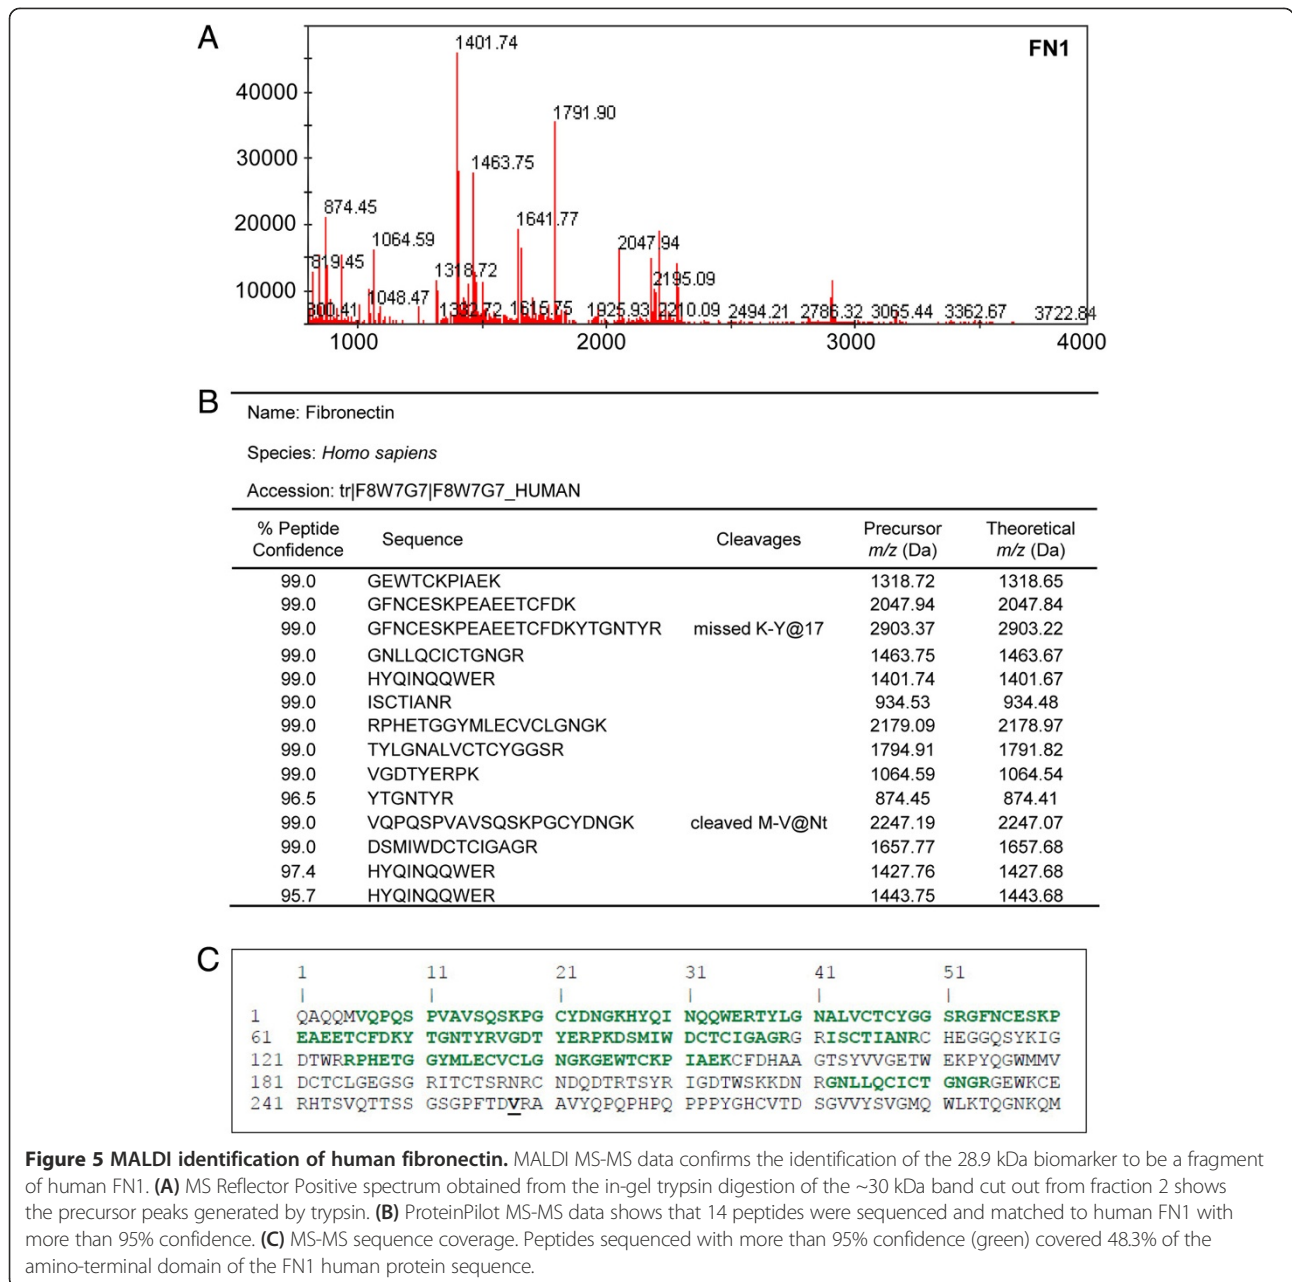 A
FN1
1401.74
40000
1791.90
30000
1463.75
874.45
1641.77
20000
1064.59
2047.94
819.45
1318.72
2195.09
10000
1048.47
800.41
1332.72
1615.75
1925.93
2210.09
2494.21
2786.32
3065.44
3362.67
3722.84
1000 2000 3000 4000
B
Name: Fibronectin
Species: Homo sapiens
Accession: tr|F8W7G7|F8W7G7_HUMAN
% Peptide Confidence Sequence Cleavages Precursor m/z (Da) Theoretical m/z (Da)
99.0 GEWTCKPIAEK 1318.72 1318.65
99.0 GFNCESKPEAEETCFDK 2047.94 2047.84
99.0 GFNCESKPEAEETCFDKYTGNTYR missed K-Y@17 2903.37 2903.22
99.0 GNLLQCICTGNGR 1463.75 1463.67
99.0 HYQINQQWER 1401.74 1401.67
99.0 ISCTIANR 934.53 934.48
99.0 RPHETGGYMLECVCLGNGK 2179.09 2178.97
99.0 TYLGNALVCTCYGGSR 1794.91 1791.82
99.0 VGDTYERPK 1064.59 1064.54
96.5 YTGNTYR 874.45 874.41
99.0 VQPQSPVAVSQSKPGCYDNGK cleaved M-V@Nt 2247.19 2247.07
99.0 DSMIWDCTCIGAGR 1657.77 1657.68
97.4 HYQINQQWER 1427.76 1427.68
95.7 HYQINQQWER 1443.75 1443.68
C
1 11 21 31 41 51
| | | | | |
1 QAQQMVQPQS PVAVSQSKPG CYDNGKHYQI NQQWERTYLG NALVCTCYGG SRGFNCESKP
61 EAEETCFDKY TGNTYRVGDT YERPKDSMIW DCTCIGAGRG RISCTIANRC HEGGQSYKIG
121 DTWRRPHETG GYMLECVCLG NGKGEWTCKP IAEKCFDHAA GTSYVVGETW EKPYQGWMMV
181 DCTCLGEGSG RITCTSRNRC NDQDTRTSYR IGDTWSKKDN RGNLLQCICT GNGRGEWKCE
241 RHTSVQTTSS GSGPFTDVRA AVYQPQPHPQ PPPYGHCVTD SGVVYSVGMQ WLKTQGNKQM
Figure 5 MALDI identification of human fibronectin. MALDI MS-MS data confirms the identification of the 28.9 kDa biomarker to be a fragment
of human FN1. (A) MS Reflector Positive spectrum obtained from the in-gel trypsin digestion of the ~30 kDa band cut out from fraction 2 shows
the precursor peaks generated by trypsin. (B) ProteinPilot MS-MS data shows that 14 peptides were sequenced and matched to human FN1 with
more than 95% confidence. (C) MS-MS sequence coverage. Peptides sequenced with more than 95% confidence (green) covered 48.3% of the
amino-terminal domain of the FN1 human protein sequence.